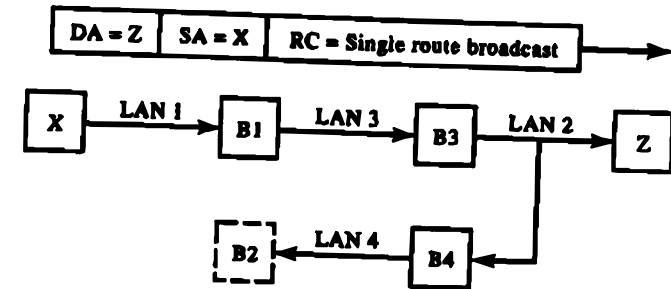 DA = Z SA = X RC = Single route broadcast
X LAN 1 B1 LAN 3 B3 LAN 2 Z
B2 LAN 4 B4